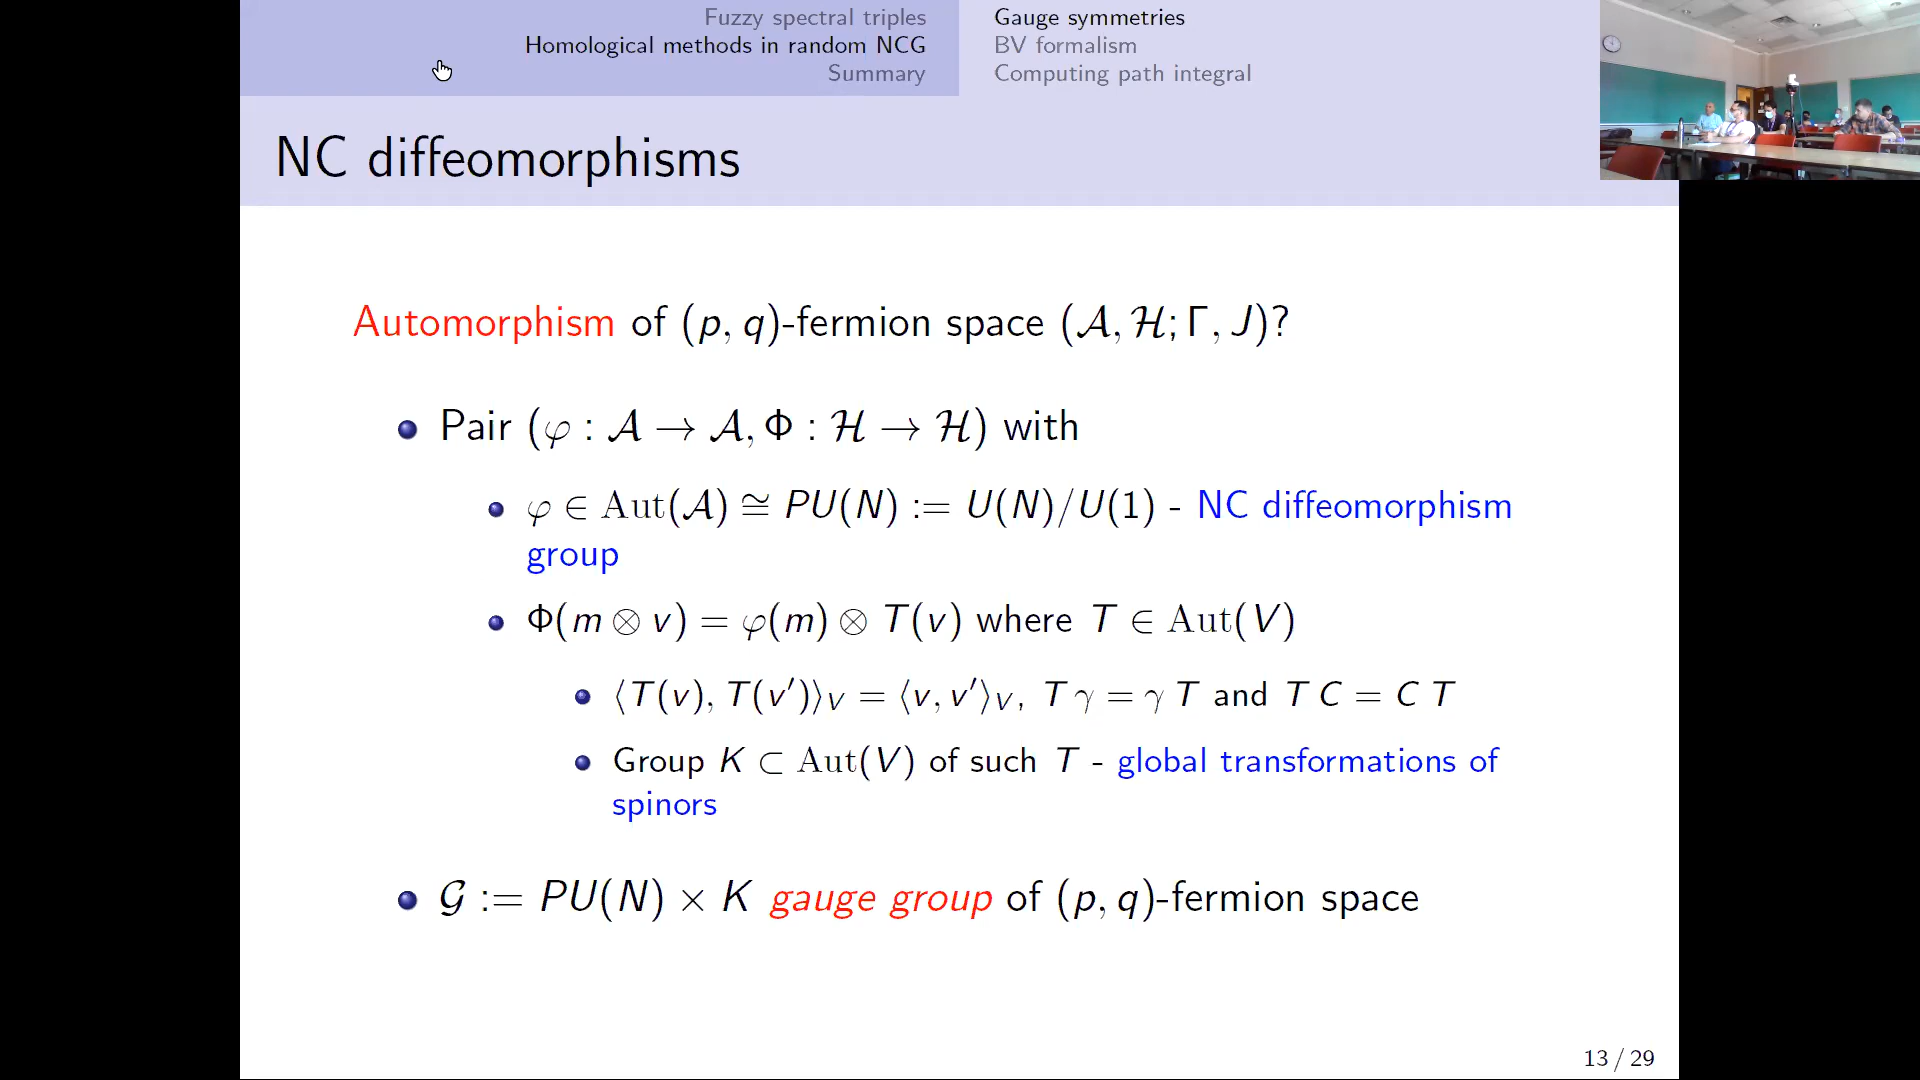 Fuzzy spectral triples
Homological methods in random NCG
Summary
Gauge symmetries
BV formalism
Computing path integral
NC diffeomorphisms
Automorphism of (p, q)-fermion space (𝒜, ℋ; Γ, J)?
Pair (φ : 𝒜 → 𝒜, Φ : ℋ → ℋ) with
φ ∈ Aut(𝒜) ≅ PU(N) := U(N)/U(1) - NC diffeomorphism
group
Φ(m ⊗ v) = φ(m) ⊗ T(v) where T ∈ Aut(V)
⟨T(v), T(v′)⟩_V = ⟨v, v′⟩_V, T γ = γ T and T C = C T
Group K ⊂ Aut(V) of such T - global transformations of
spinors
𝒢 := PU(N) × K gauge group of (p, q)-fermion space
13 / 29